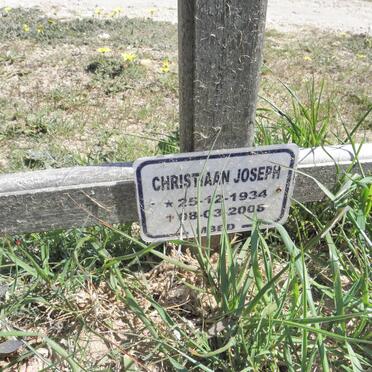 CHRISTIAAN JOSEPH
★ 25-12-1934
✝ 08-03-2005